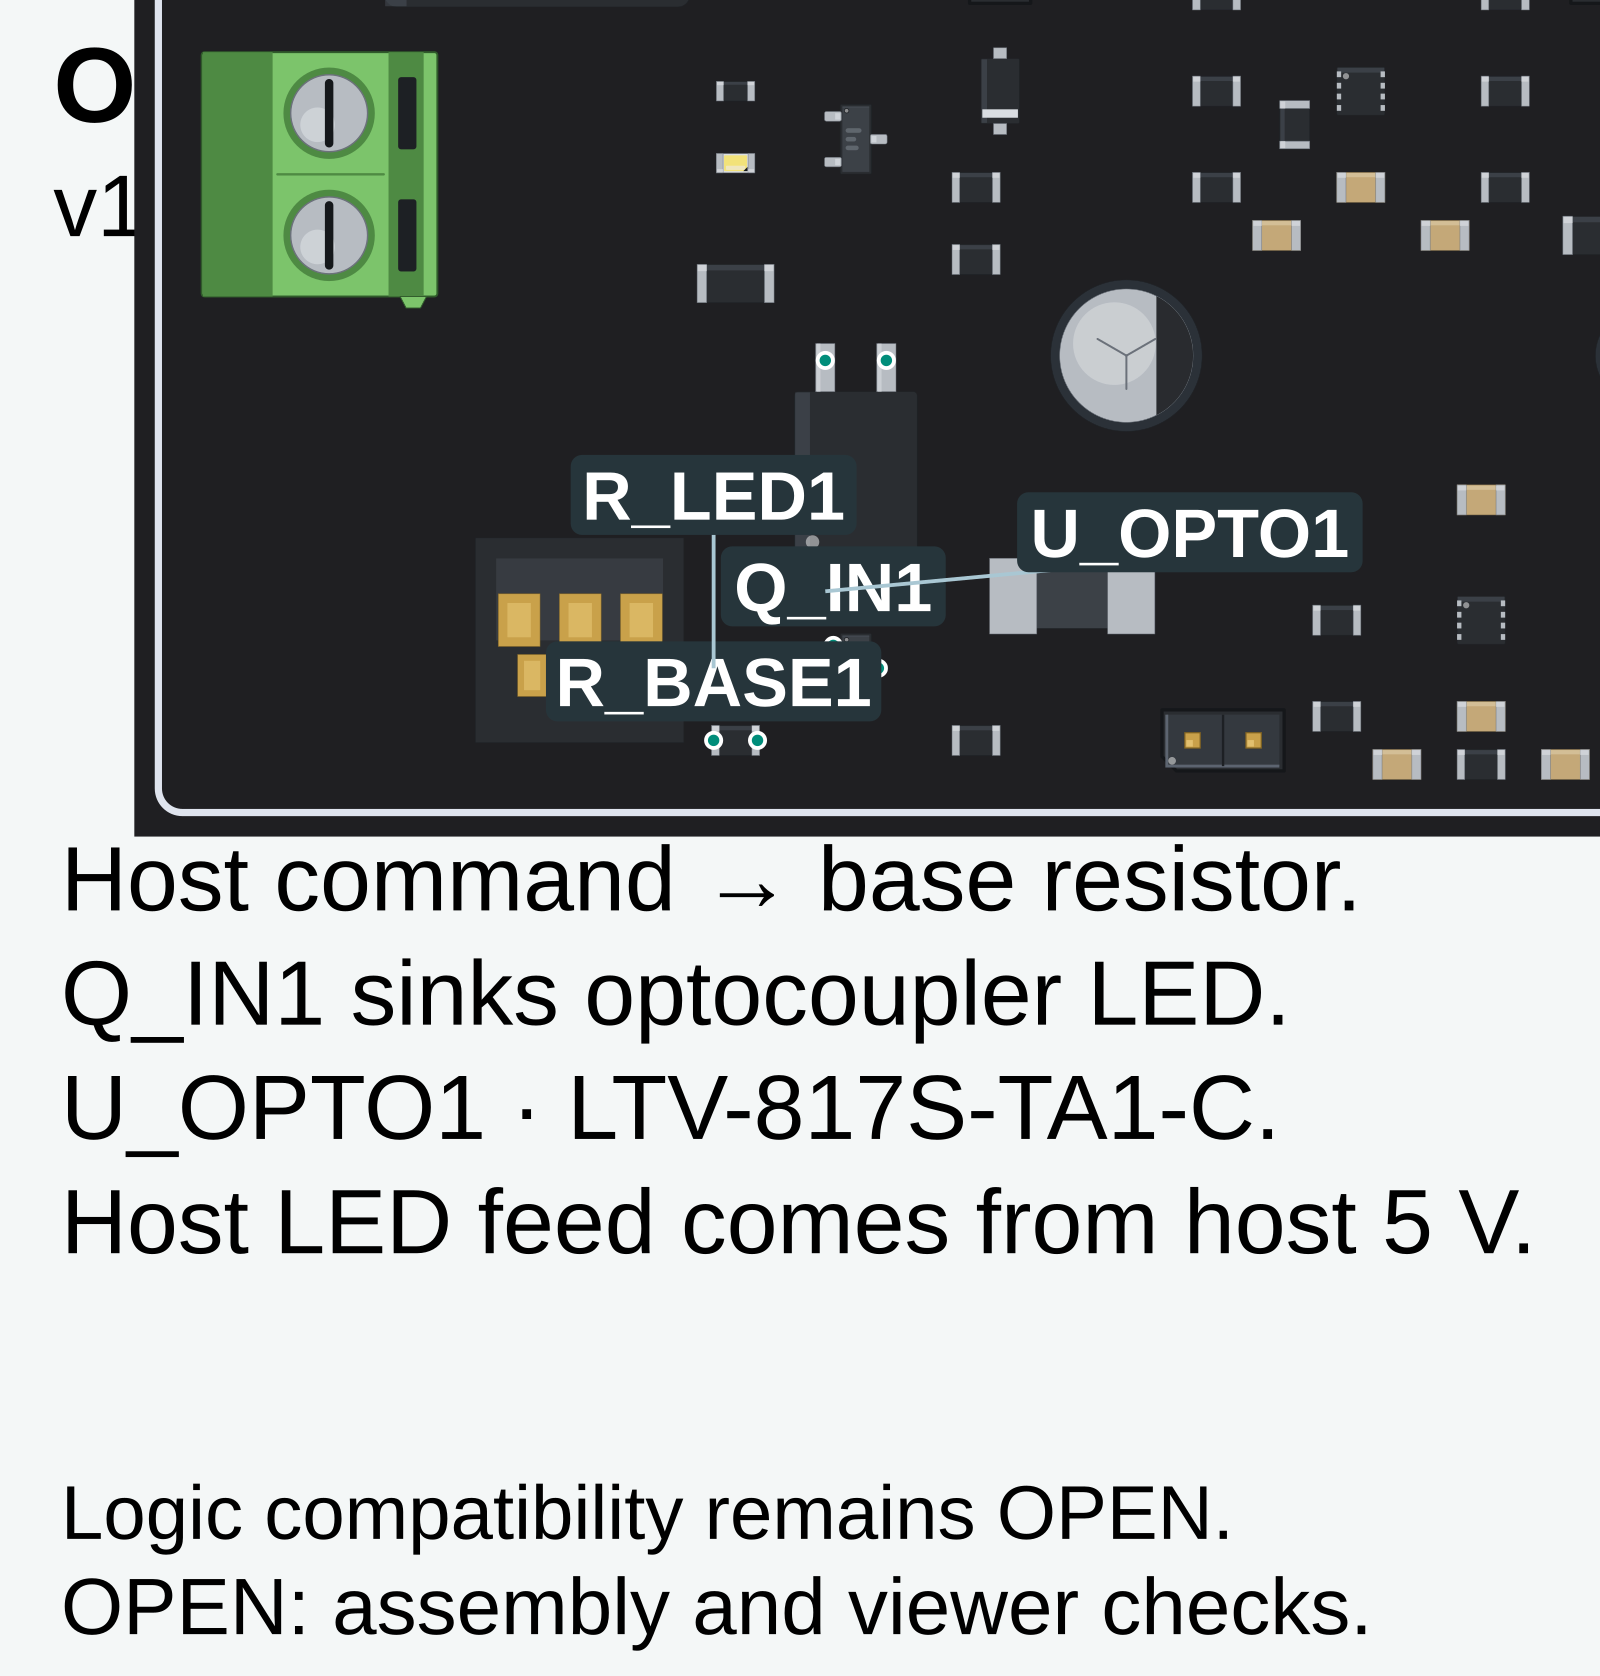 O
v1
R_LED1
U_OPTO1
Q_IN1
R_BASE1
Host command → base resistor.
Q_IN1 sinks optocoupler LED.
U_OPTO1 · LTV-817S-TA1-C.
Host LED feed comes from host 5 V.
Logic compatibility remains OPEN.
OPEN: assembly and viewer checks.